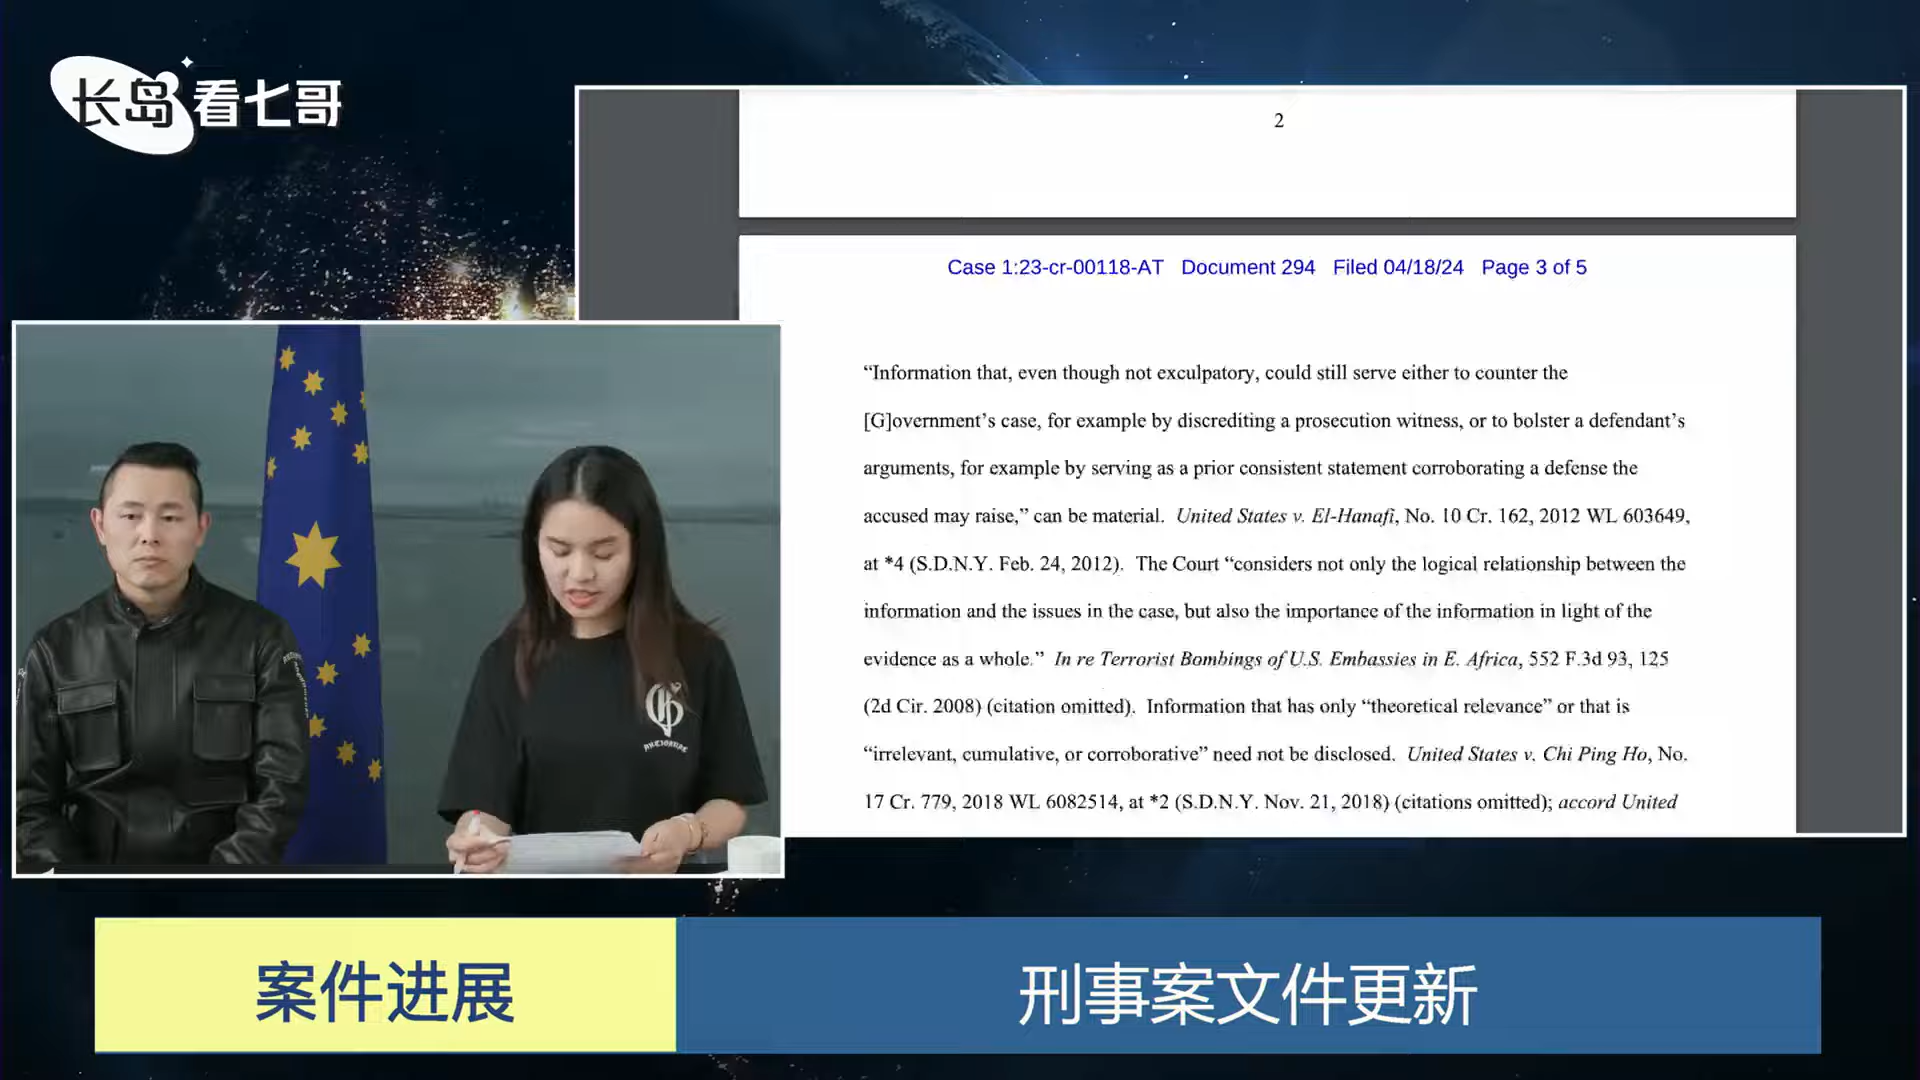 长岛看七哥
2
Case 1:23-cr-00118-AT Document 294 Filed 04/18/24 Page 3 of 5
“Information that, even though not exculpatory, could still serve either to counter the
[G]overnment’s case, for example by discrediting a prosecution witness, or to bolster a defendant’s
arguments, for example by serving as a prior consistent statement corroborating a defense the
accused may raise,” can be material. United States v. El-Hanafi, No. 10 Cr. 162, 2012 WL 603649,
at *4 (S.D.N.Y. Feb. 24, 2012). The Court “considers not only the logical relationship between the
information and the issues in the case, but also the importance of the information in light of the
evidence as a whole.” In re Terrorist Bombings of U.S. Embassies in E. Africa, 552 F.3d 93, 125
(2d Cir. 2008) (citation omitted). Information that has only “theoretical relevance” or that is
“irrelevant, cumulative, or corroborative” need not be disclosed. United States v. Chi Ping Ho, No.
17 Cr. 779, 2018 WL 6082514, at *2 (S.D.N.Y. Nov. 21, 2018) (citations omitted); accord United
案件进展
刑事案文件更新